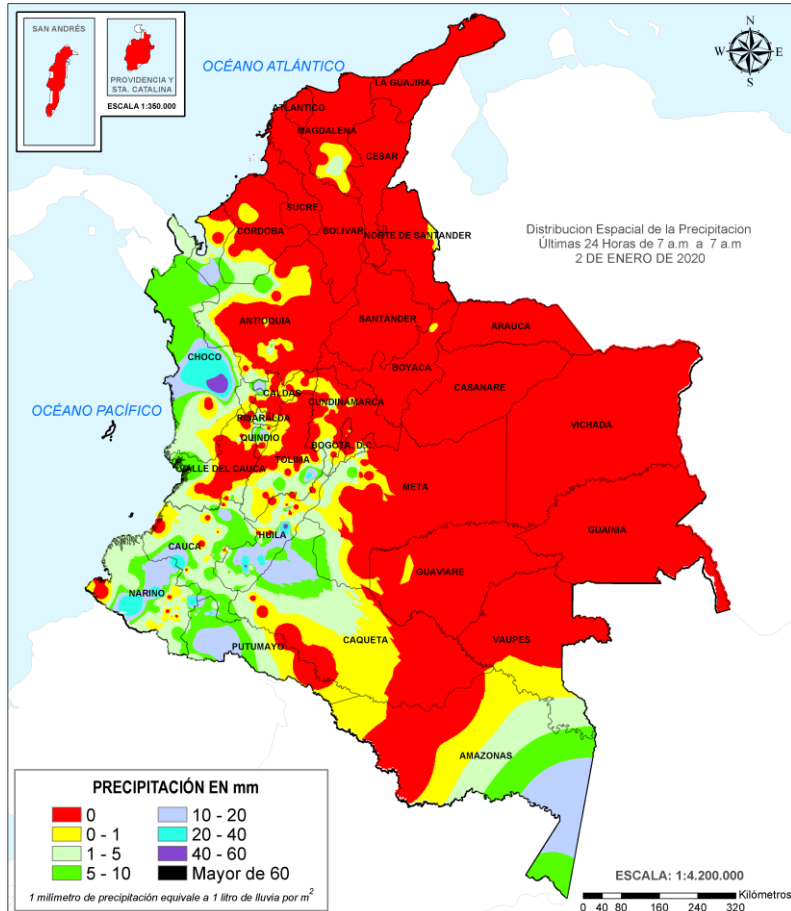 SAN ANDRÉS
PROVIDENCIA Y
STA. CATALINA
ESCALA 1:350.000
N
W
E
S
OCÉANO ATLÁNTICO
LA GUAJIRA
ATLANTICO
MAGDALENA
CESAR
SUCRE
CORDOBA
BOLIVAR
NORTE DE SANTANDER
Distribucion Espacial de la Precipitacion
Últimas 24 Horas de 7 a.m a 7 a.m
2 DE ENERO DE 2020
ANTIOQUIA
SANTANDER
ARAUCA
CHOCO
BOYACA
CASANARE
OCÉANO PACÍFICO
CALDAS
CUNDINAMARCA
RISARALDA
VICHADA
QUINDIO
BOGOTA, D.C.
TOLIMA
VALLE DEL CAUCA
META
GUAINIA
HUILA
CAUCA
GUAVIARE
NARIÑO
CAQUETA
VAUPES
PUTUMAYO
AMAZONAS
PRECIPITACIÓN EN mm
0
10 - 20
0 - 1
20 - 40
1 - 5
40 - 60
5 - 10
Mayor de 60
1 milímetro de precipitación equivale a 1 litro de lluvia por m²
ESCALA: 1:4.200.000
Kilómetros
0 40 80 160 240 320